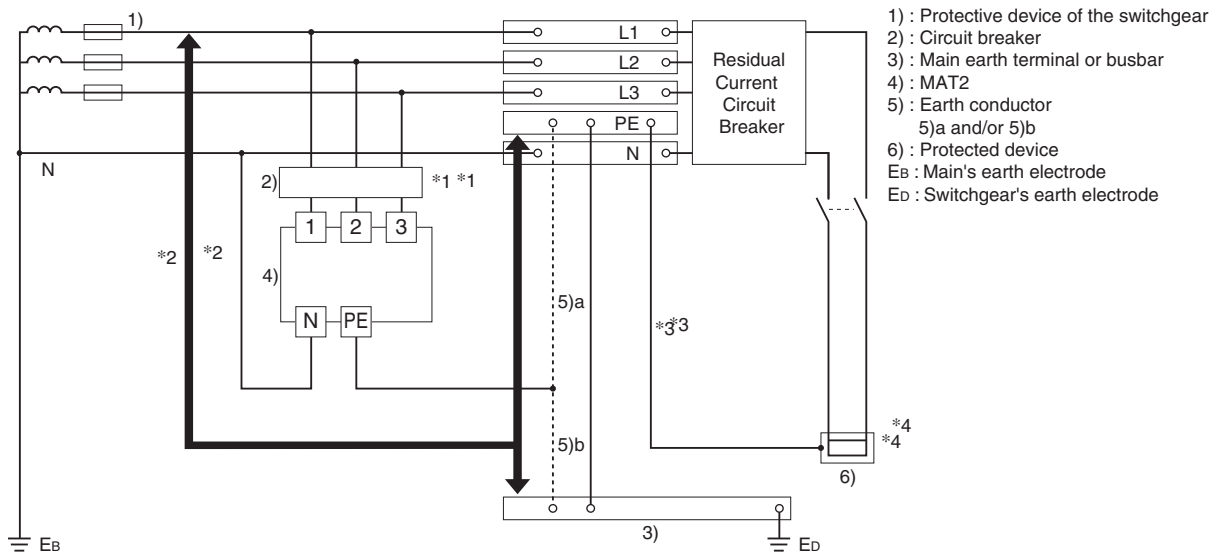 1)
L1
L2
L3
PE
N
Residual
Current
Circuit
Breaker
1) : Protective device of the switchgear
2) : Circuit breaker
3) : Main earth terminal or busbar
4) : MAT2
5) : Earth conductor
5)a and/or 5)b
6) : Protected device
EB : Main's earth electrode
ED : Switchgear's earth electrode
N
2)
*1 *1
1 2 3
*2 *2
4)
N PE
5)a
*3 *3
5)b
*4
*4
6)
3)
EB
ED